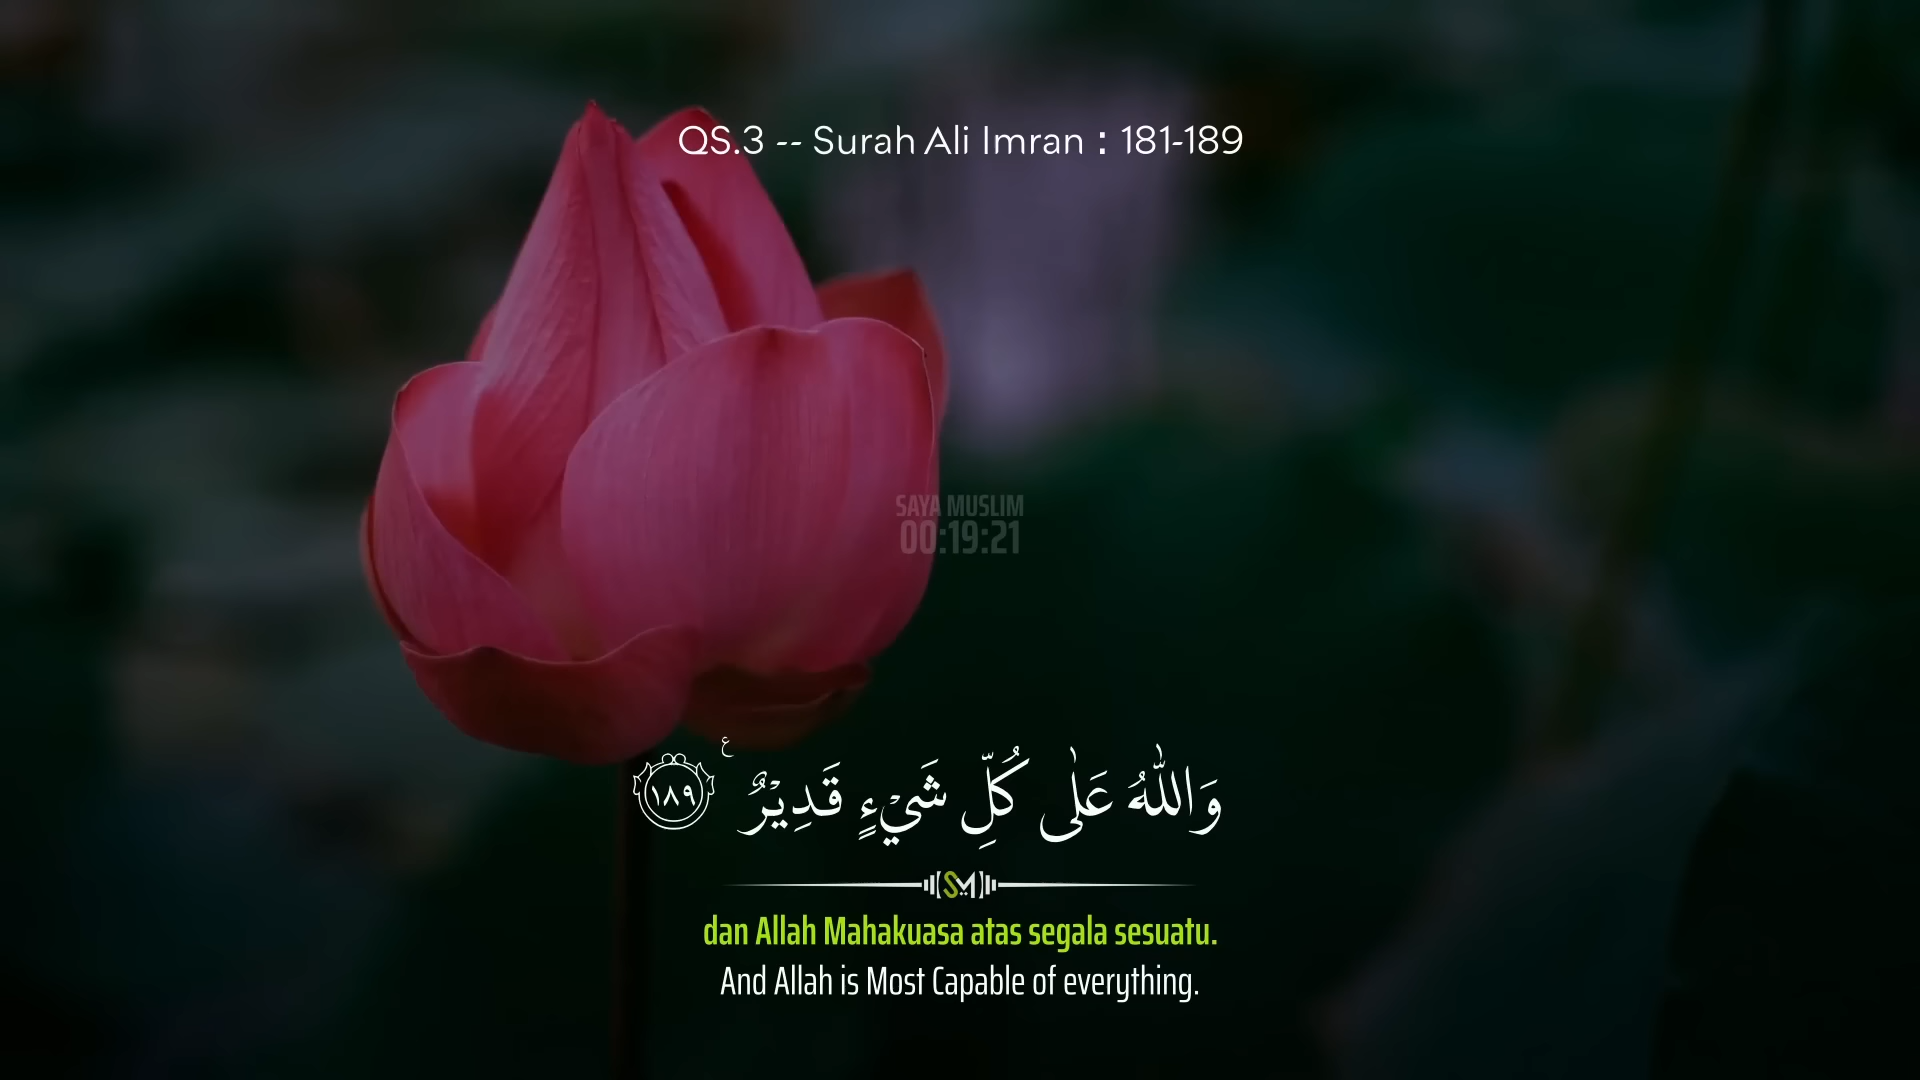 QS.3 -- Surah Ali Imran : 181-189
SAYA MUSLIM
00:19:21
وَاللّٰهُ عَلٰى كُلِّ شَيْءٍ قَدِيْرٌ ࣖ ١٨٩
SM
dan Allah Mahakuasa atas segala sesuatu.
And Allah is Most Capable of everything.